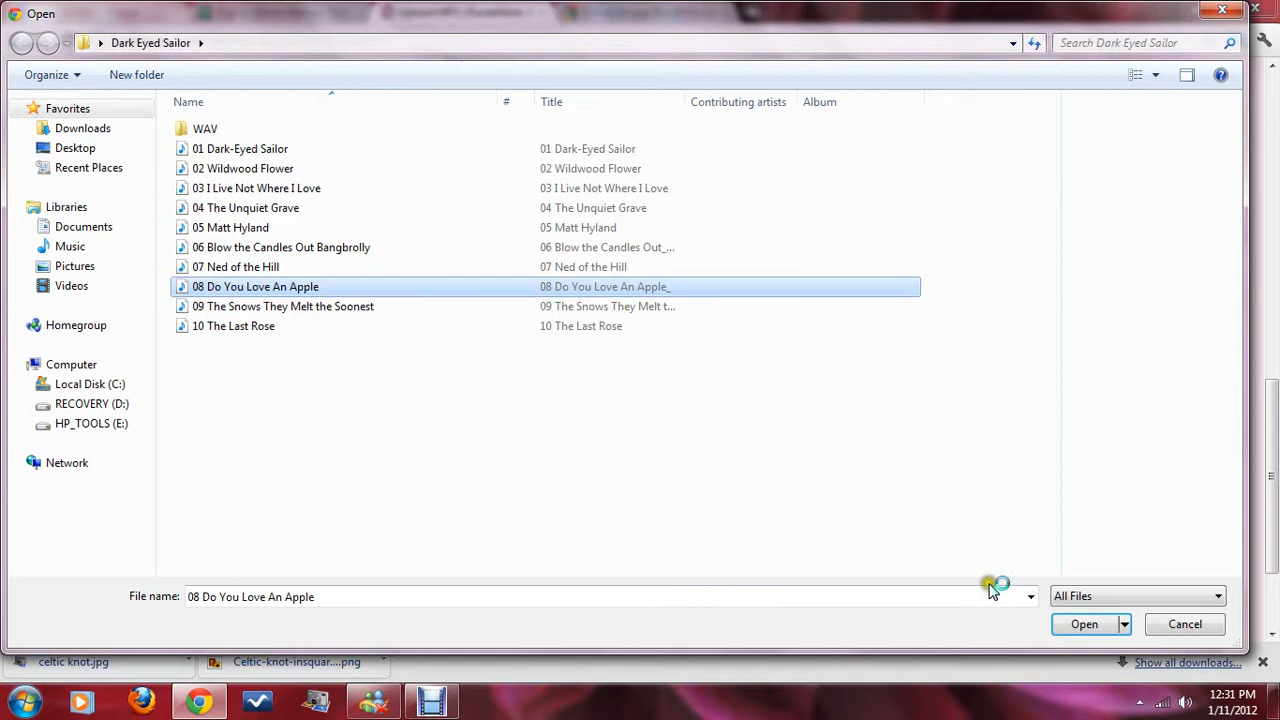 Open
Dark Eyed Sailor
Search Dark Eyed Sailor
Organize
New folder
Name
#
Title
Contributing artists
Album
Favorites
Downloads
Desktop
Recent Places
Libraries
Documents
Music
Pictures
Videos
Homegroup
Computer
Local Disk (C:)
RECOVERY (D:)
HP_TOOLS (E:)
Network
WAV
01 Dark-Eyed Sailor 01 Dark-Eyed Sailor
02 Wildwood Flower 02 Wildwood Flower
03 I Live Not Where I Love 03 I Live Not Where I Love
04 The Unquiet Grave 04 The Unquiet Grave
05 Matt Hyland 05 Matt Hyland
06 Blow the Candles Out Bangbrolly 06 Blow the Candles Out_...
07 Ned of the Hill 07 Ned of the Hill
08 Do You Love An Apple 08 Do You Love An Apple_
09 The Snows They Melt the Soonest 09 The Snows They Melt t...
10 The Last Rose 10 The Last Rose
File name: 08 Do You Love An Apple
All Files
Open
Cancel
celtic knot.jpg
Celtic-knot-insquar....png
Show all downloads...
12:31 PM
1/11/2012